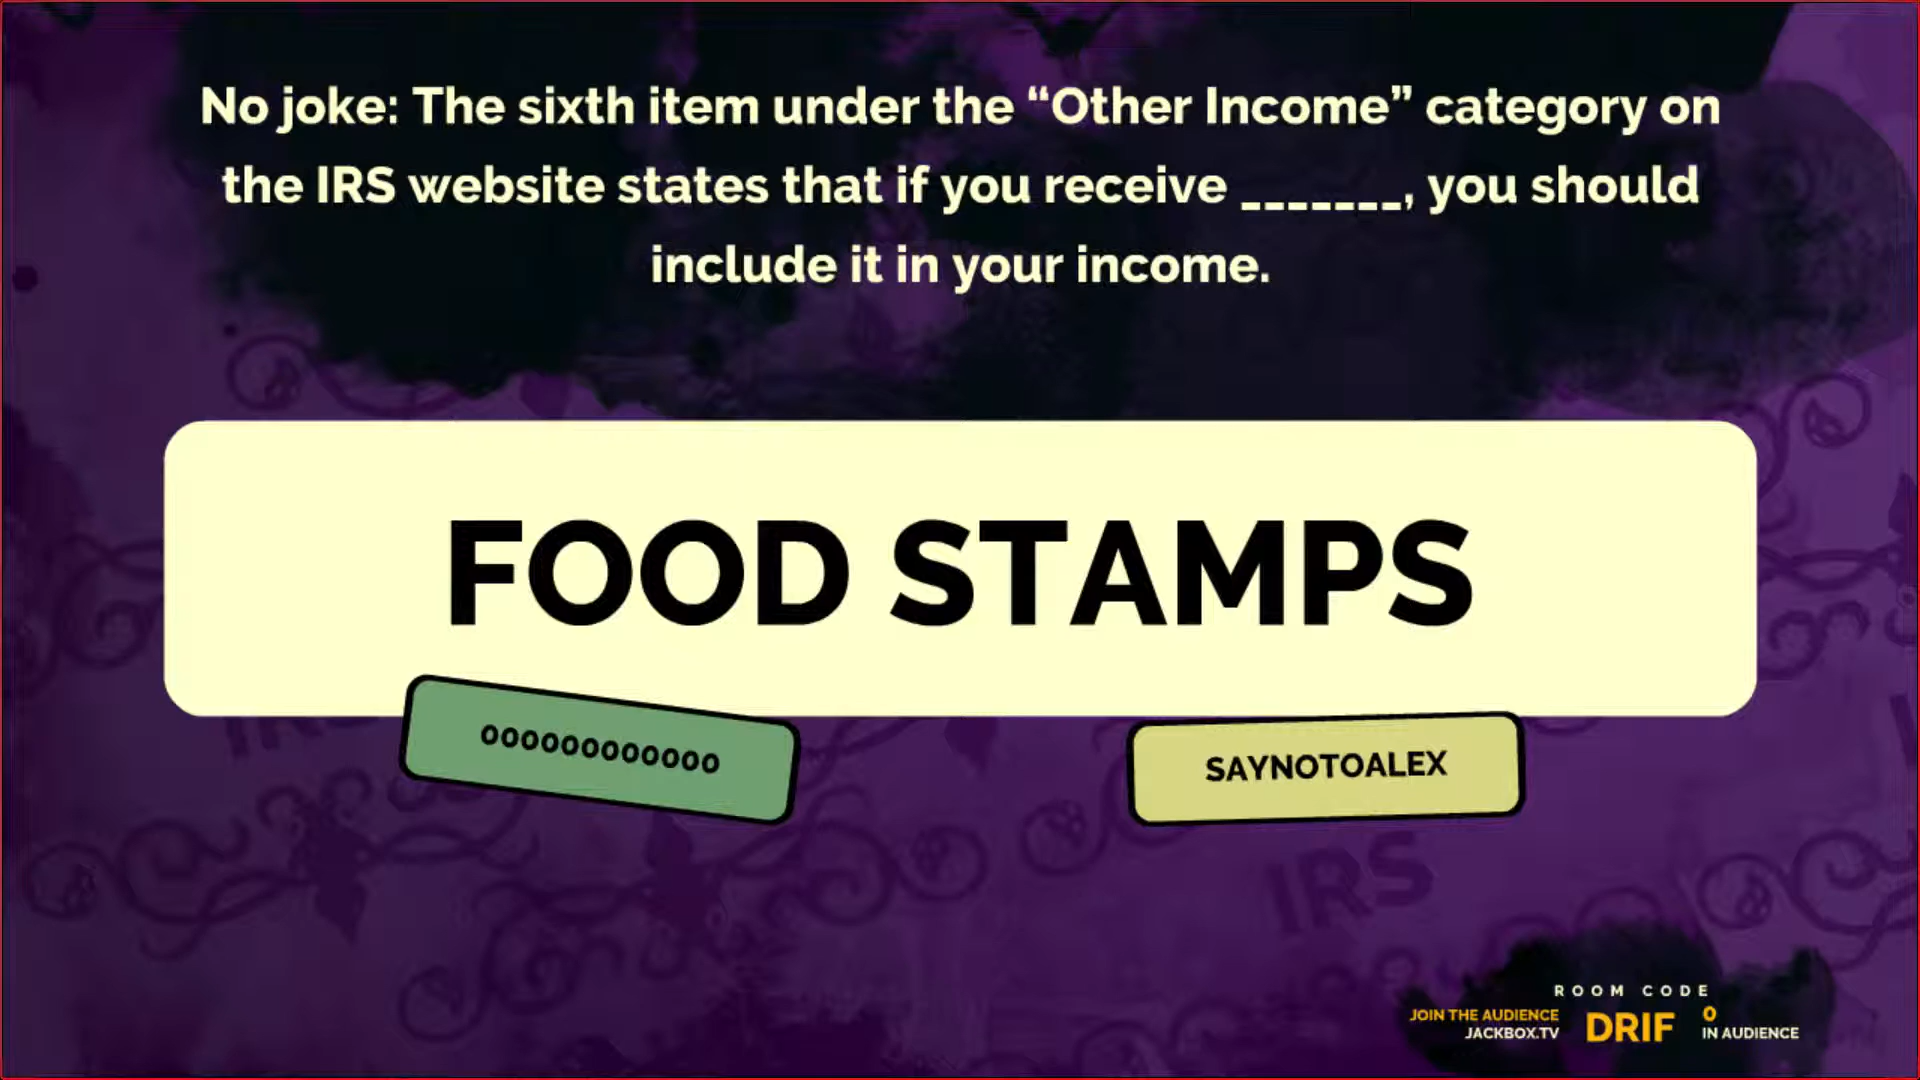 No joke: The sixth item under the “Other Income” category on
the IRS website states that if you receive _______, you should
include it in your income.
FOOD STAMPS
OOOOOOOOOOOO
SAYNOTOALEX
IRS
IRS
ROOM CODE
JOIN THE AUDIENCE
JACKBOX.TV
DRIF
0
IN AUDIENCE